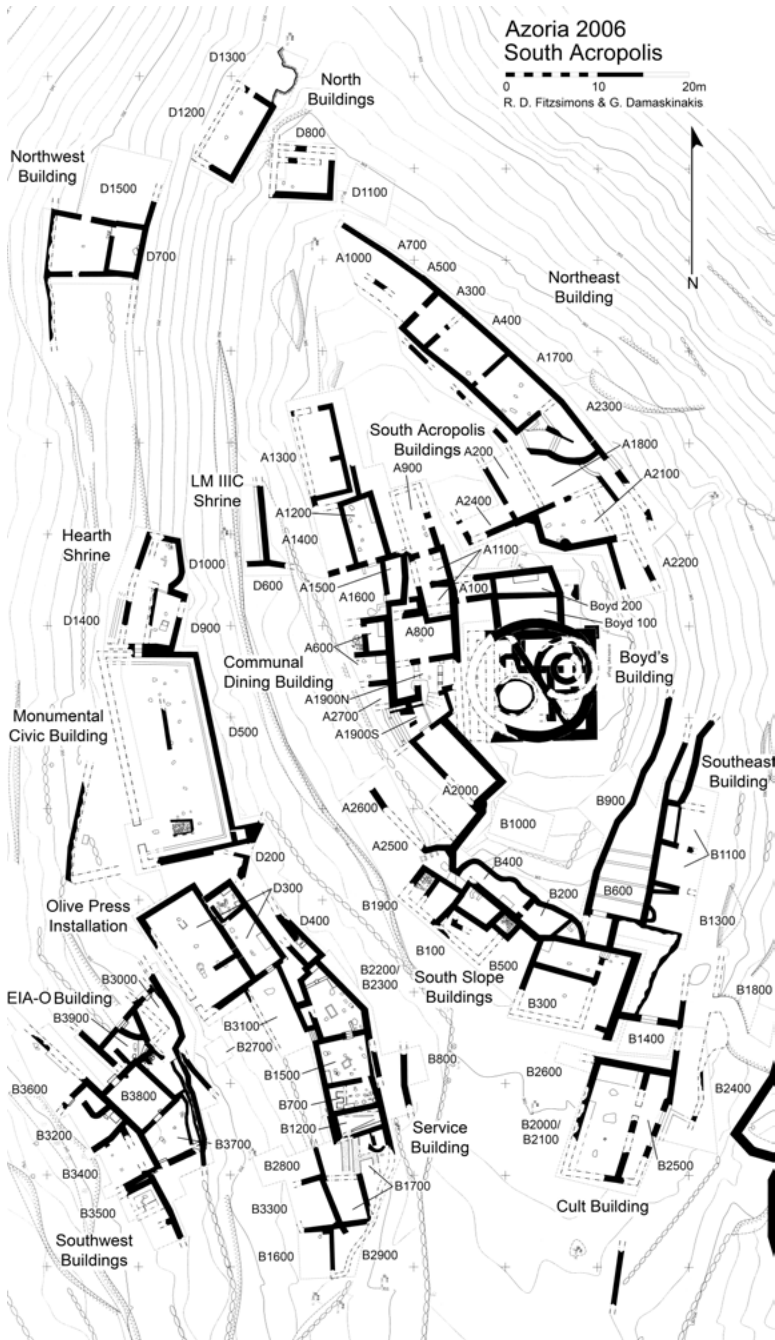 Azoria 2006
South Acropolis
0 10 20m
R. D. Fitzsimons & G. Damaskinakis
N
D1300
North
Buildings
D1200
D800
Northwest
Building
D1500
D1100
D700
A700
A1000
A500
A300
Northeast
Building
A400
A1700
A2300
South Acropolis
Buildings
A1300
A200
A1800
A900
A2100
LM IIIC
Shrine
A1200
A2400
A1400
Hearth
Shrine
D1000
A1100
A2200
A1500
D600
A1600
A100
Boyd 200
D1400
D900
Boyd 100
A800
A600
Communal
Dining Building
Boyd's
Building
A1900N
Monumental
Civic Building
D500
A2700
A1900S
Southeast
Building
A2000
B900
A2600
B1000
A2500
B1100
D200
B400
B200
B600
Olive Press
Installation
D300
B1900
D400
B1300
B100
B500
B2200/
B2300
South Slope
Buildings
B3000
EIA-O Building
B1800
B300
B3900
B3100
B1400
B2700
B800
B2600
B1500
B3600
B3800
B2400
B700
B3200
B1200
Service
Building
B2000/
B2100
B3700
B3400
B2800
B2500
B1700
B3500
B3300
Cult Building
Southwest
Buildings
B1600
B2900